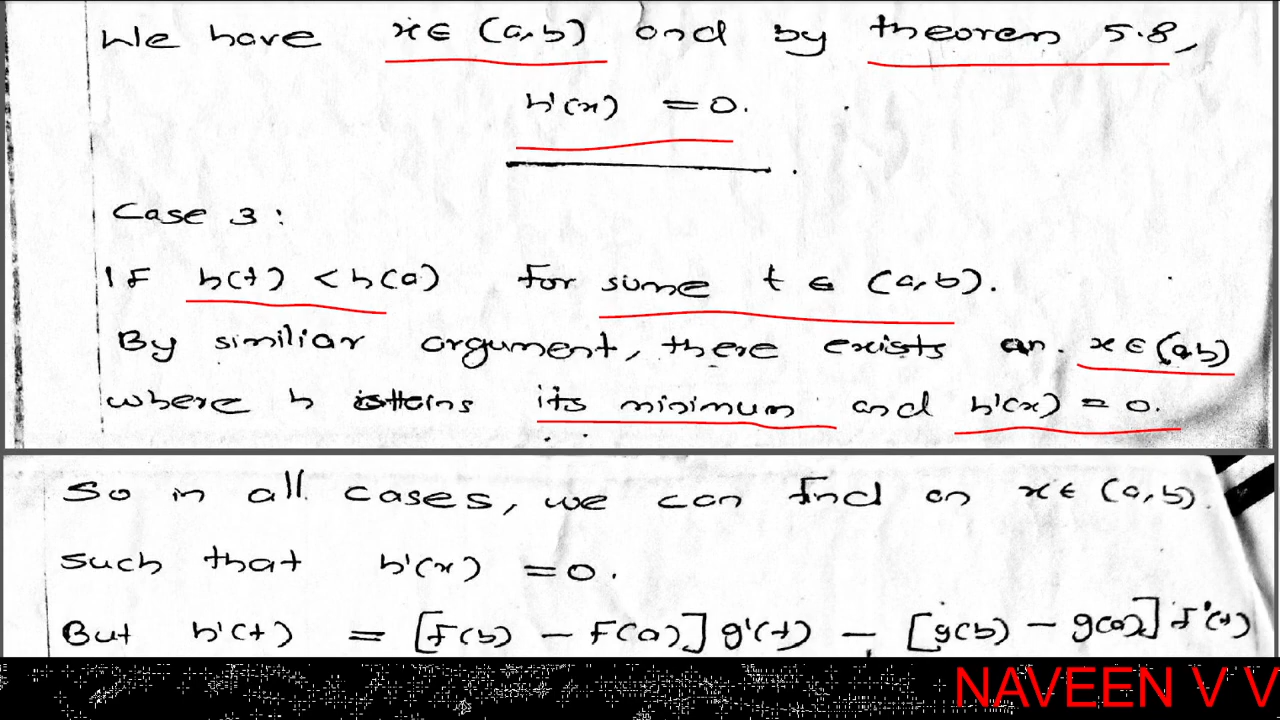 We have x ∈ (a,b) and by theorem 5.8,
h'(x) = 0.
Case 3 :
If h(t) < h(a) for some t ∈ (a,b).
By similiar argument, there exists an x ∈ (a,b)
where h attains its minimum and h'(x) = 0.
So in all cases, we can find an x ∈ (a,b)
such that h'(x) = 0.
But h'(t) = [f(b) - f(a)] g'(t) - [g(b) - g(a)] f'(t)
NAVEEN V V